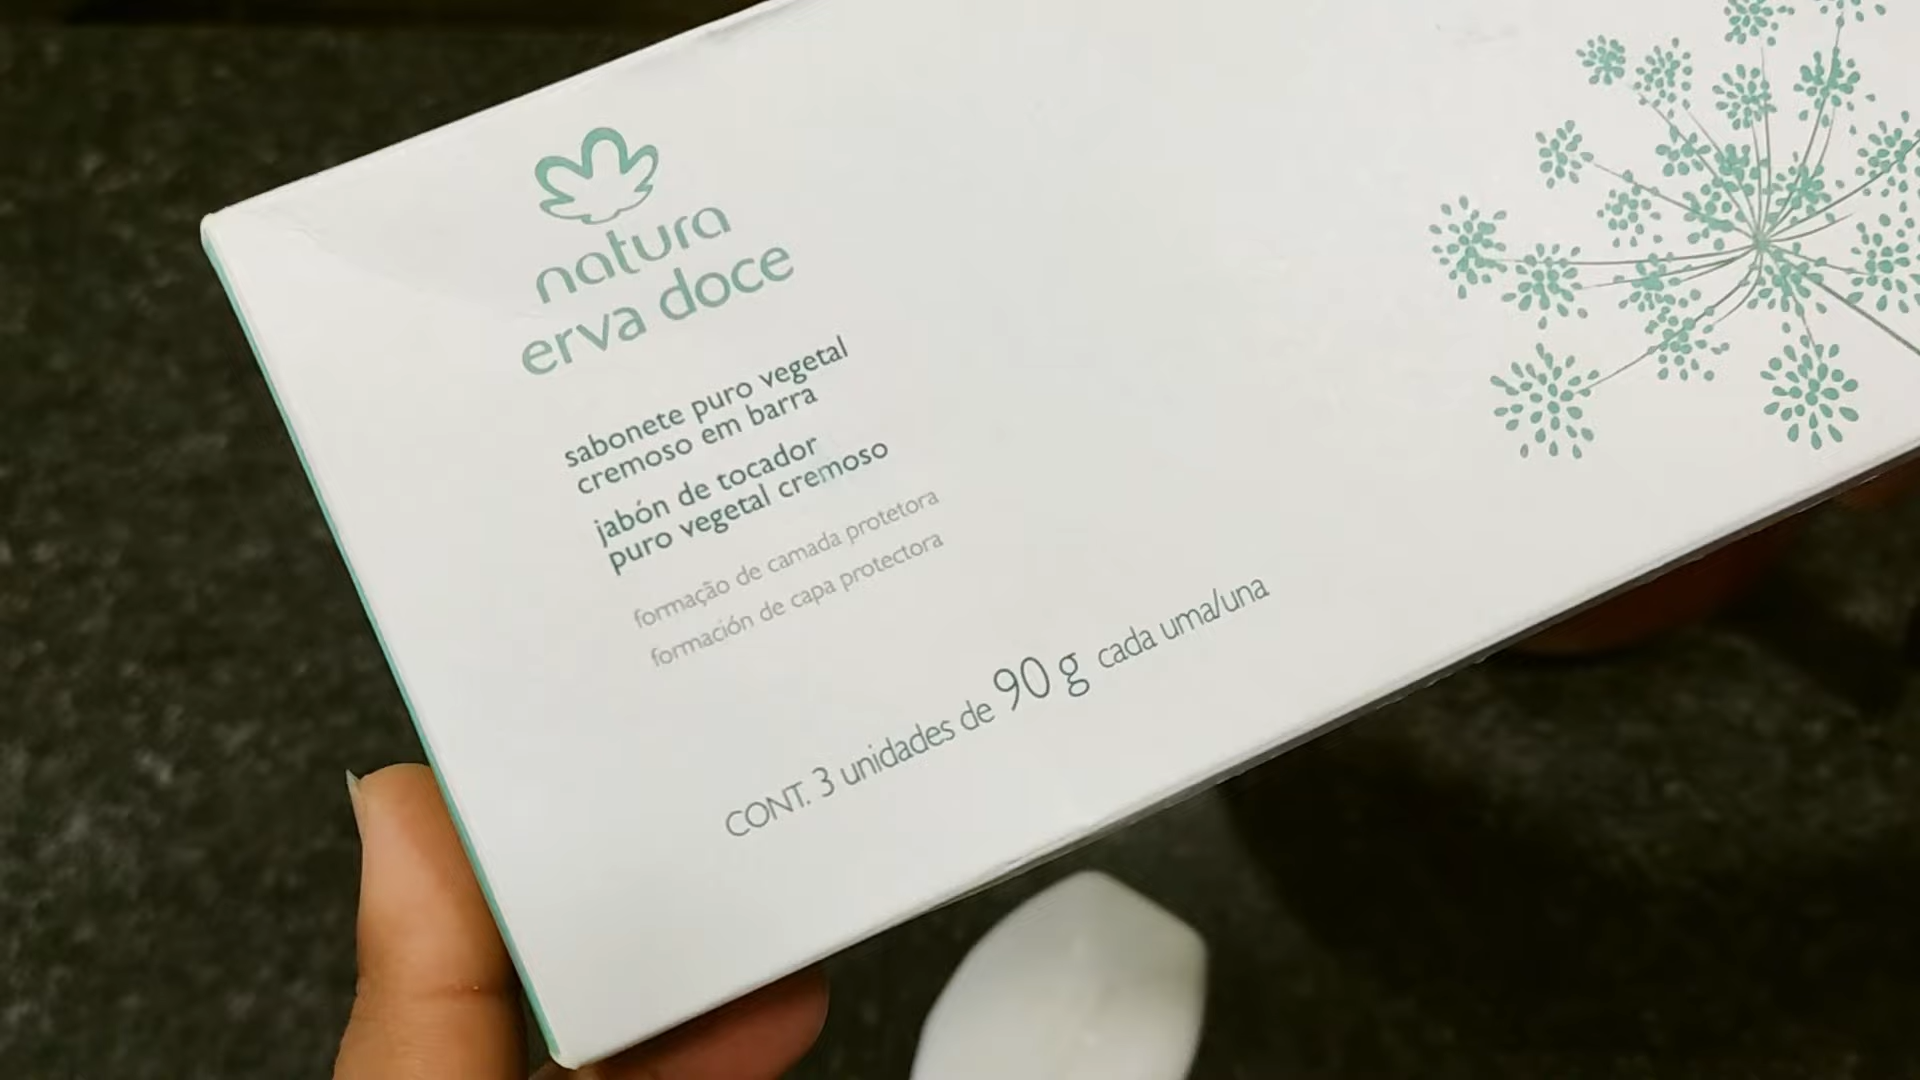 natura
erva doce
sabonete puro vegetal
cremoso em barra
jabón de tocador
puro vegetal cremoso
formação de camada protetora
formación de capa protectora
CONT. 3 unidades de 90 g cada uma/una